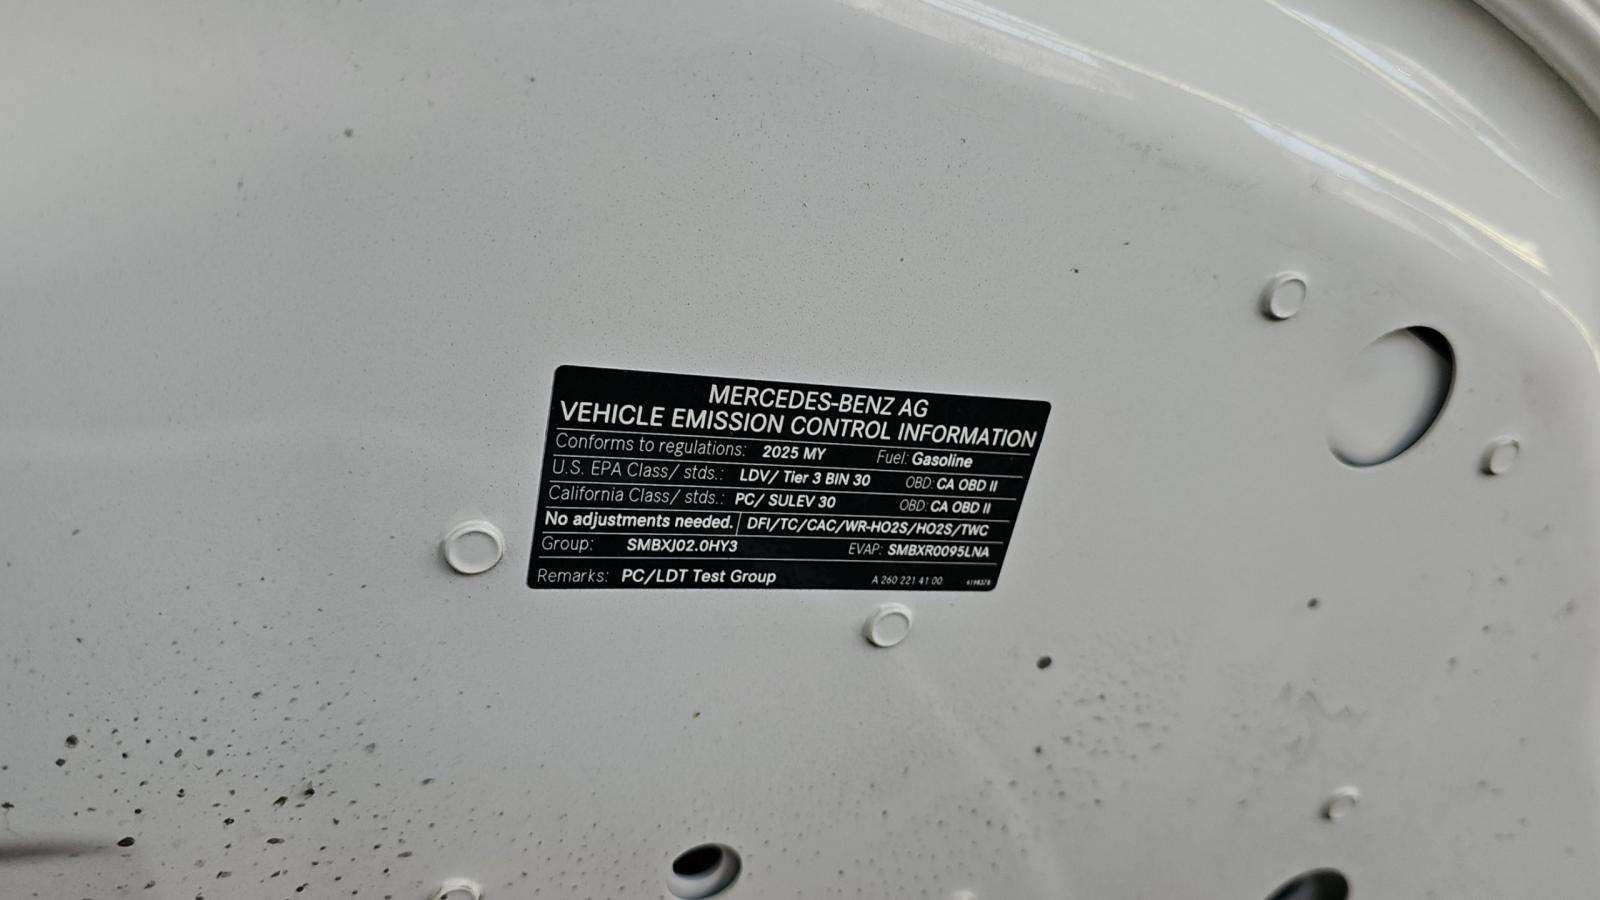 MERCEDES-BENZ AG
VEHICLE EMISSION CONTROL INFORMATION
Conforms to regulations: 2025 MY Fuel: Gasoline
U.S. EPA Class/ stds.: LDV/ Tier 3 BIN 30 OBD: CA OBD II
California Class/ stds.: PC/ SULEV 30 OBD: CA OBD II
No adjustments needed. DFI/TC/CAC/WR-HO2S/HO2S/TWC
Group: SMBXJ02.0HY3 EVAP: SMBXR0095LNA
Remarks: PC/LDT Test Group A 260 221 41 00